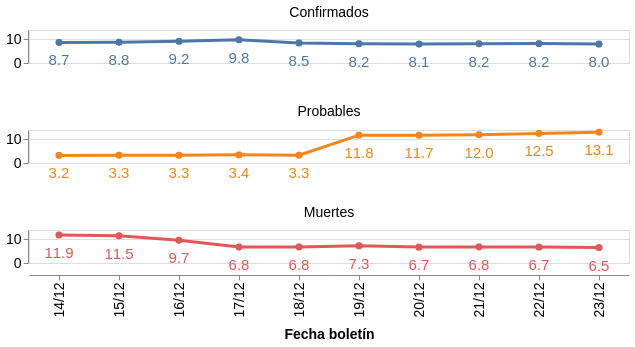 Confirmados
10
0
8.7 8.8 9.2 9.8 8.5 8.2 8.1 8.2 8.2 8.0
Probables
10
0
3.2 3.3 3.3 3.4 3.3 11.8 11.7 12.0 12.5 13.1
Muertes
10
0
11.9 11.5 9.7 6.8 6.8 7.3 6.7 6.8 6.7 6.5
14/12 15/12 16/12 17/12 18/12 19/12 20/12 21/12 22/12 23/12
Fecha boletín